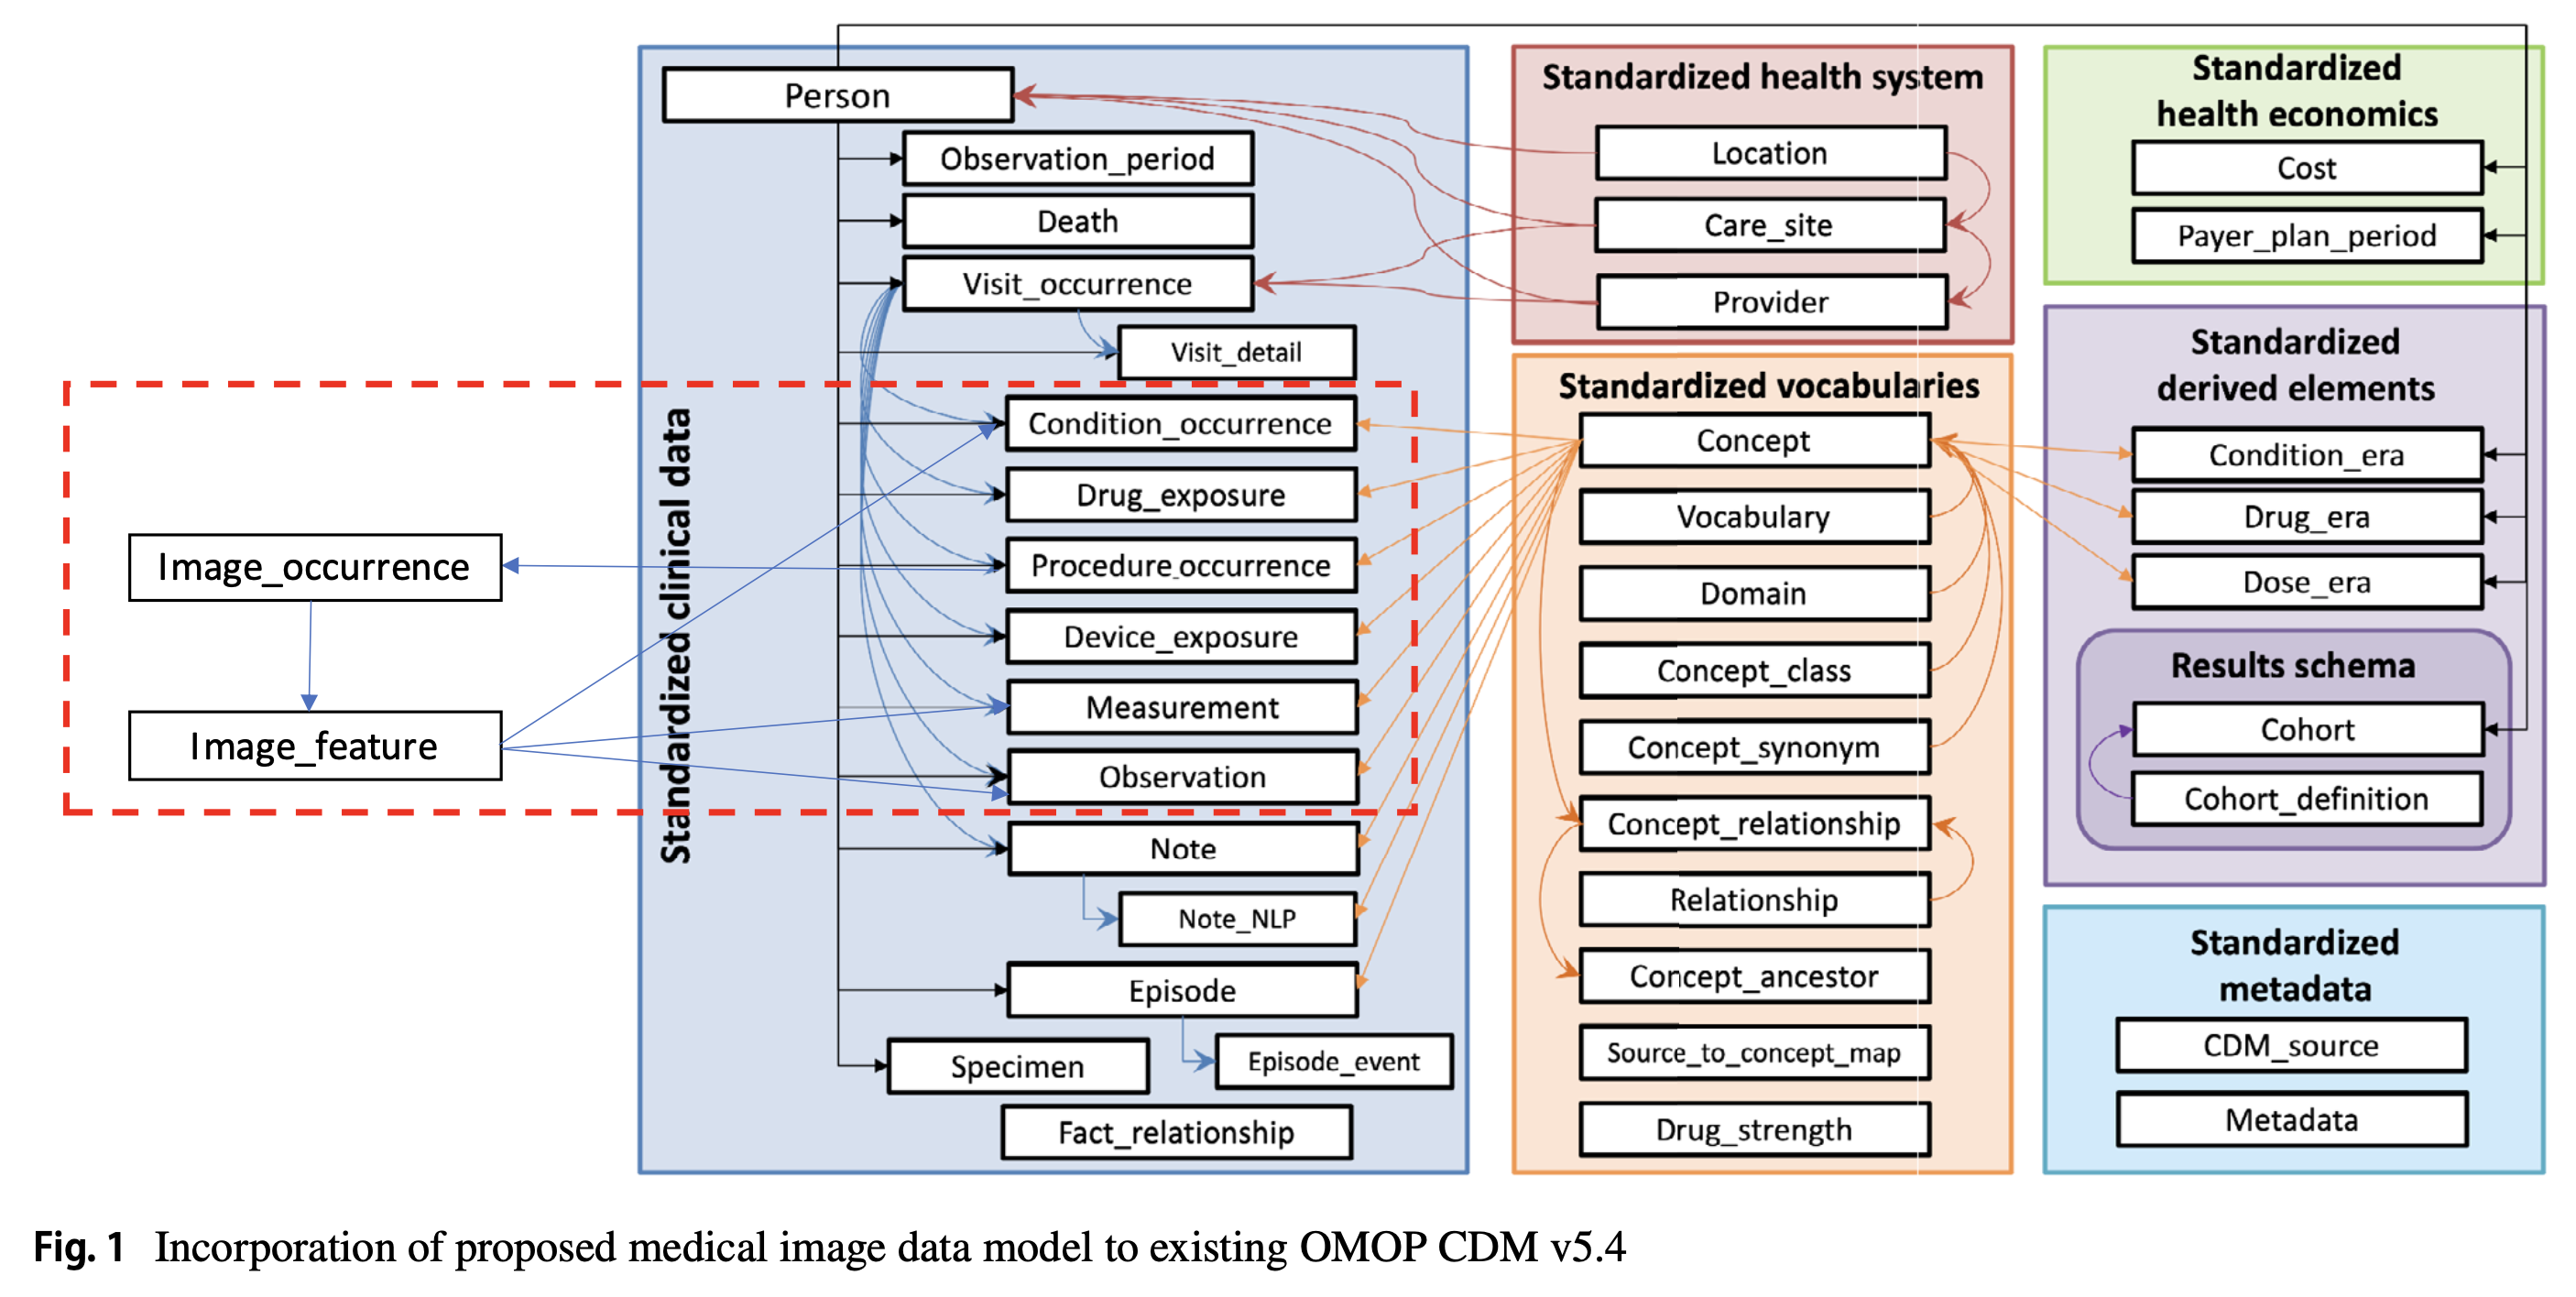 Person
Observation_period
Death
Visit_occurrence
Visit_detail
Standardized clinical data
Condition_occurrence
Drug_exposure
Procedure_occurrence
Device_exposure
Measurement
Observation
Note
Note_NLP
Episode
Specimen
Episode_event
Fact_relationship
Image_occurrence
Image_feature
Standardized health system
Location
Care_site
Provider
Standardized vocabularies
Concept
Vocabulary
Domain
Concept_class
Concept_synonym
Concept_relationship
Relationship
Concept_ancestor
Source_to_concept_map
Drug_strength
Standardized
health economics
Cost
Payer_plan_period
Standardized
derived elements
Condition_era
Drug_era
Dose_era
Results schema
Cohort
Cohort_definition
Standardized
metadata
CDM_source
Metadata
Fig. 1 Incorporation of proposed medical image data model to existing OMOP CDM v5.4